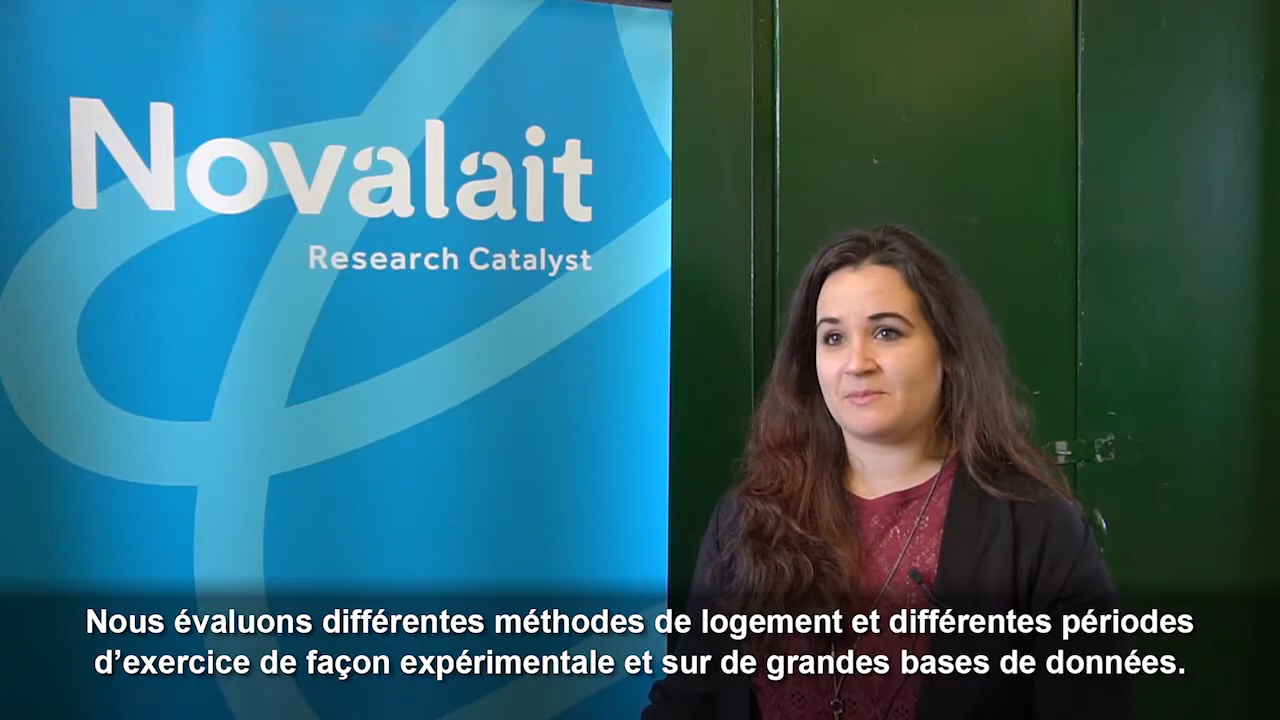 Novalait
Research Catalyst
Nous évaluons différentes méthodes de logement et différentes périodes
d’exercice de façon expérimentale et sur de grandes bases de données.